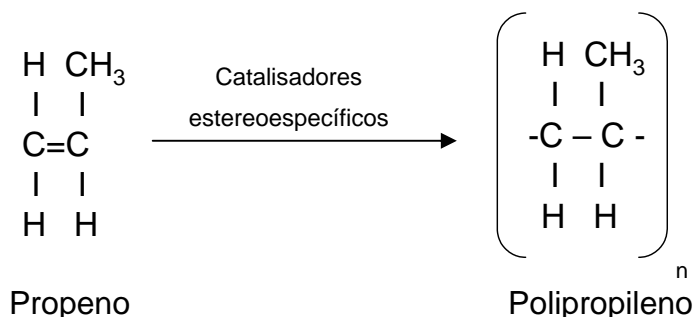 H CH₃
I I
C=C
I I
H H
Propeno
Catalisadores
estereoespecíficos
H CH₃
I I
-C – C -
I I
H H
n
Polipropileno